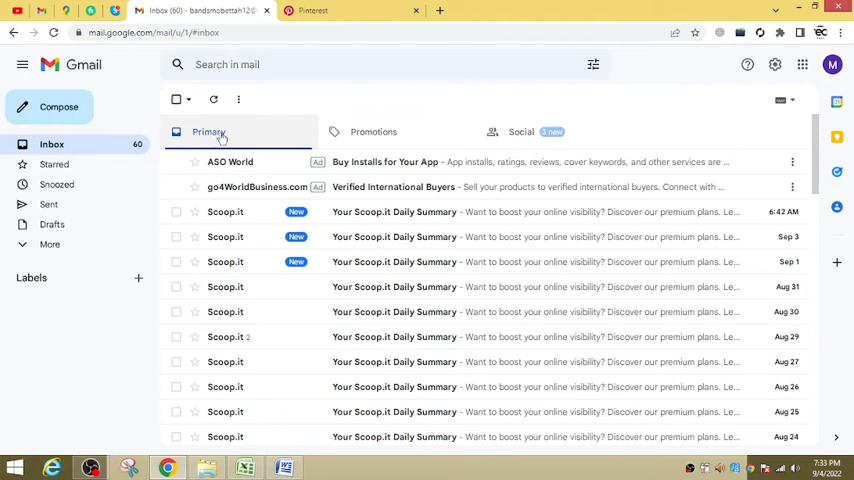 Inbox (60) - bandsmobettah12@
Pinterest
mail.google.com/mail/u/1/#inbox
Gmail
Search in mail
M
Compose
Inbox 60
Starred
Snoozed
Sent
Drafts
More
Labels
Primary
Promotions
Social 3 new
ASO World Ad Buy Installs for Your App - App installs, ratings, reviews, cover keywords, and other services are ...
go4WorldBusiness.com Ad Verified International Buyers - Sell your products to verified international buyers. Connect with ...
Scoop.it New Your Scoop.it Daily Summary - Want to boost your online visibility? Discover our premium plans. Le... 6:42 AM
Scoop.it New Your Scoop.it Daily Summary - Want to boost your online visibility? Discover our premium plans. Le... Sep 3
Scoop.it New Your Scoop.it Daily Summary - Want to boost your online visibility? Discover our premium plans. Le... Sep 1
Scoop.it Your Scoop.it Daily Summary - Want to boost your online visibility? Discover our premium plans. Le... Aug 31
Scoop.it Your Scoop.it Daily Summary - Want to boost your online visibility? Discover our premium plans. Le... Aug 30
Scoop.it 2 Your Scoop.it Daily Summary - Want to boost your online visibility? Discover our premium plans. Le... Aug 29
Scoop.it Your Scoop.it Daily Summary - Want to boost your online visibility? Discover our premium plans. Le... Aug 27
Scoop.it Your Scoop.it Daily Summary - Want to boost your online visibility? Discover our premium plans. Le... Aug 26
Scoop.it Your Scoop.it Daily Summary - Want to boost your online visibility? Discover our premium plans. Le... Aug 25
Scoop.it Your Scoop.it Daily Summary - Want to boost your online visibility? Discover our premium plans. Le... Aug 24
7:33 PM
9/4/2022